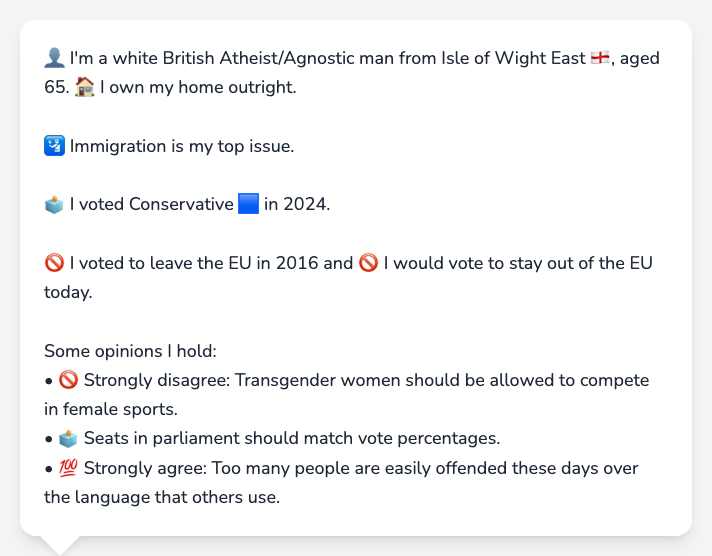 👤 I'm a white British Atheist/Agnostic man from Isle of Wight East 🏴󠁧󠁢󠁥󠁮󠁧󠁿, aged
65. 🏠 I own my home outright.
🛂 Immigration is my top issue.
🗳️ I voted Conservative 🟦 in 2024.
🚫 I voted to leave the EU in 2016 and 🚫 I would vote to stay out of the EU
today.
Some opinions I hold:
• 🚫 Strongly disagree: Transgender women should be allowed to compete
in female sports.
• 🗳️ Seats in parliament should match vote percentages.
• 💯 Strongly agree: Too many people are easily offended these days over
the language that others use.